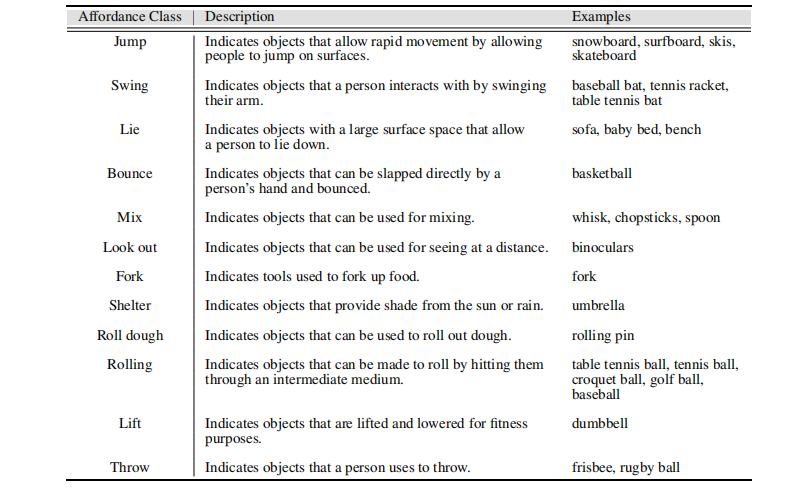 Affordance Class Description Examples
Jump Indicates objects that allow rapid movement by allowing people to jump on surfaces. snowboard, surfboard, skis, skateboard
Swing Indicates objects that a person interacts with by swinging their arm. baseball bat, tennis racket, table tennis bat
Lie Indicates objects with a large surface space that allow a person to lie down. sofa, baby bed, bench
Bounce Indicates objects that can be slapped directly by a person's hand and bounced. basketball
Mix Indicates objects that can be used for mixing. whisk, chopsticks, spoon
Look out Indicates objects that can be used for seeing at a distance. binoculars
Fork Indicates tools used to fork up food. fork
Shelter Indicates objects that provide shade from the sun or rain. umbrella
Roll dough Indicates objects that can be used to roll out dough. rolling pin
Rolling Indicates objects that can be made to roll by hitting them through an intermediate medium. table tennis ball, tennis ball, croquet ball, golf ball, baseball
Lift Indicates objects that are lifted and lowered for fitness purposes. dumbbell
Throw Indicates objects that a person uses to throw. frisbee, rugby ball